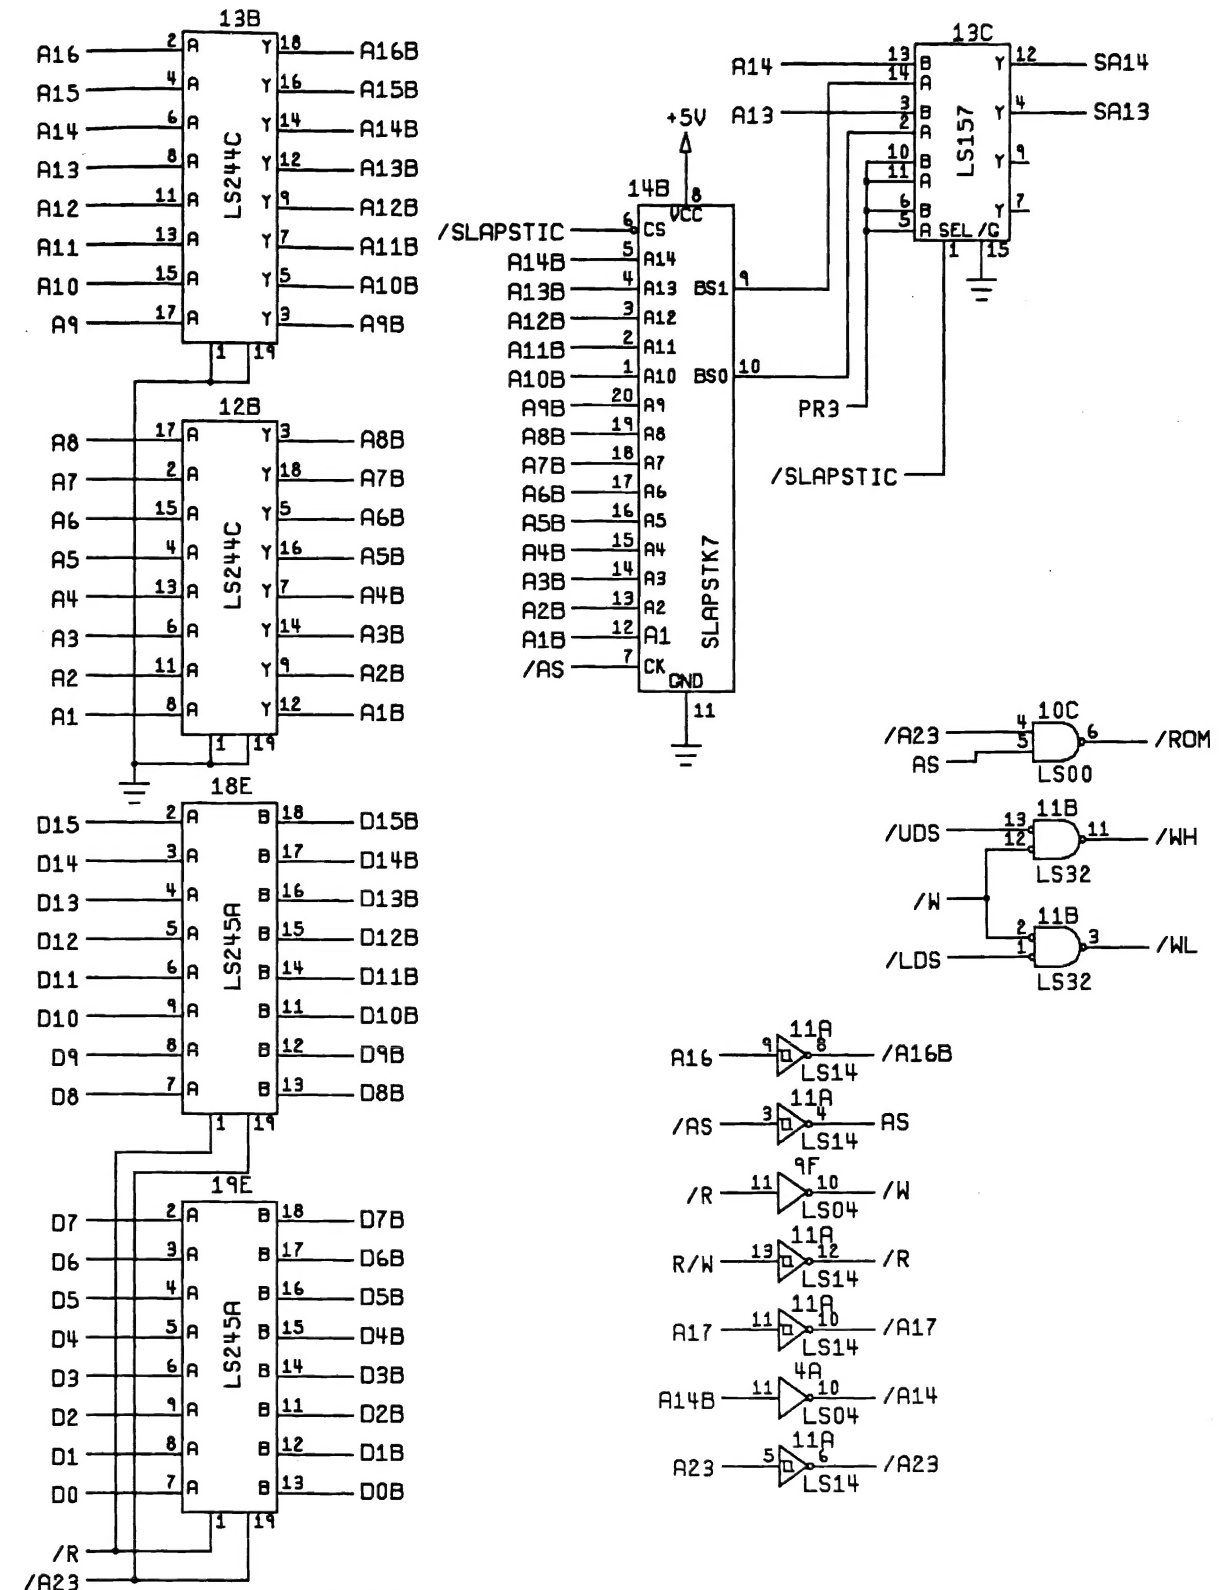 13B
A16 2 A Y 18 A16B
A15 4 A Y 16 A15B
A14 6 A Y 14 A14B
A13 8 A Y 12 A13B
A12 11 A Y 9 A12B
A11 13 A Y 7 A11B
A10 15 A Y 5 A10B
A9 17 A Y 3 A9B
LS244C
1 19
12B
A8 17 A Y 3 A8B
A7 2 A Y 18 A7B
A6 15 A Y 5 A6B
A5 4 A Y 16 A5B
A4 13 A Y 7 A4B
A3 6 A Y 14 A3B
A2 11 A Y 9 A2B
A1 8 A Y 12 A1B
LS244C
1 19
18E
D15 2 A B 18 D15B
D14 3 A B 17 D14B
D13 4 A B 16 D13B
D12 5 A B 15 D12B
D11 6 A B 14 D11B
D10 9 A B 11 D10B
D9 8 A B 12 D9B
D8 7 A B 13 D8B
LS245A
1 19
19E
D7 2 A B 18 D7B
D6 3 A B 17 D6B
D5 4 A B 16 D5B
D4 5 A B 15 D4B
D3 6 A B 14 D3B
D2 9 A B 11 D2B
D1 8 A B 12 D1B
D0 7 A B 13 D0B
LS245A
1 19
/R
/A23
+5V
14B 8
VCC
/SLAPSTIC 6 CS
A14B 5 A14
A13B 4 A13 BS1 9
A12B 3 A12
A11B 2 A11
A10B 1 A10 BS0 10
A9B 20 A9
A8B 19 A8
A7B 18 A7
A6B 17 A6
A5B 16 A5
A4B 15 A4
A3B 14 A3
A2B 13 A2
A1B 12 A1
/AS 7 CK
GND
11
SLAPSTK7
13C
A14 13 B Y 12 SA14
14 A
A13 3 B Y 4 SA13
2 A
10 B Y 9
11 A
6 B Y 7
5 A SEL /G
1 15
LS157
PR3
/SLAPSTIC
10C
/A23 4 6 /ROM
AS 5
LS00
11B
/UDS 13 11 /WH
12
LS32
/W
11B
2 3 /WL
/LDS 1
LS32
11A
A16 9 8 /A16B
LS14
11A
/AS 3 4 AS
LS14
9F
/R 11 10 /W
LS04
11A
R/W 13 12 /R
LS14
11A
A17 11 10 /A17
LS14
4A
A14B 11 10 /A14
LS04
11A
A23 5 6 /A23
LS14